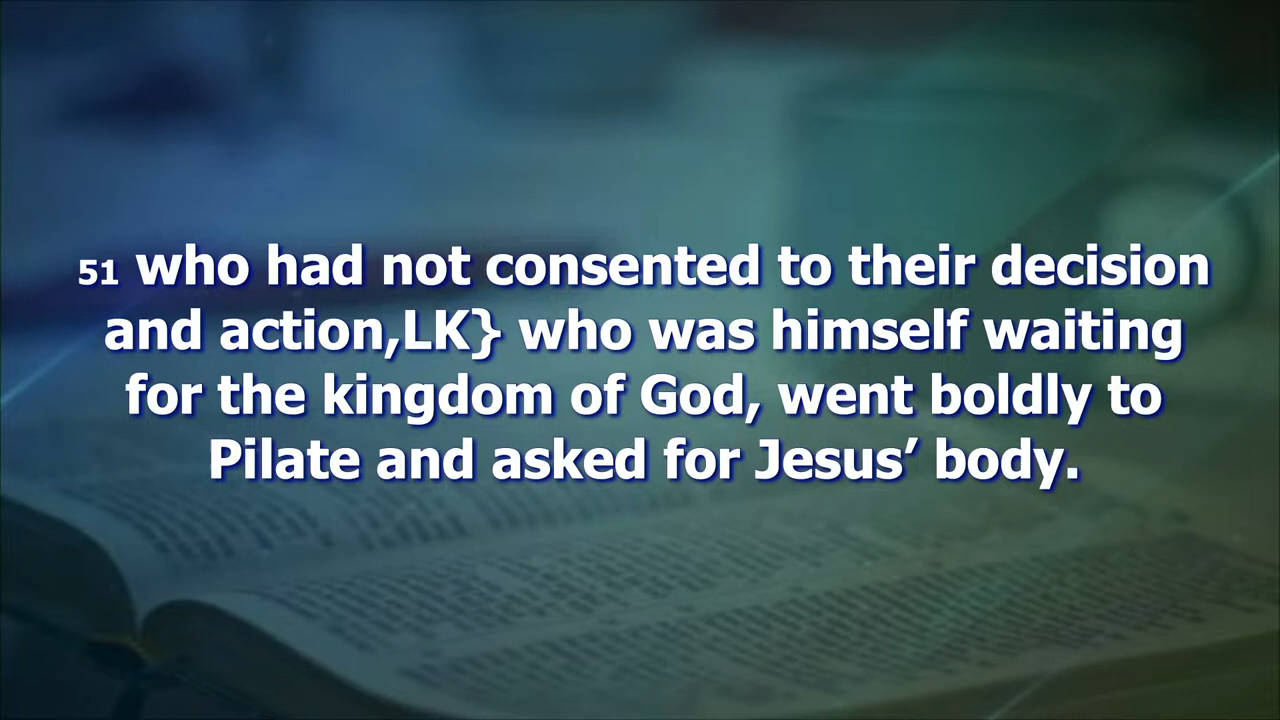 51 who had not consented to their decision
and action,LK} who was himself waiting
for the kingdom of God, went boldly to
Pilate and asked for Jesus’ body.